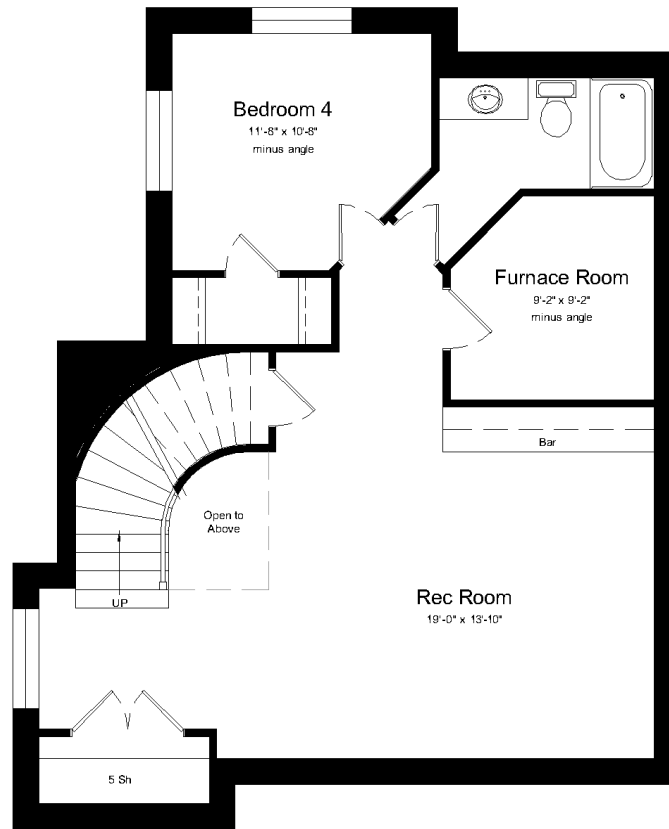 Bedroom 4
11'-8" x 10'-8"
minus angle
Furnace Room
9'-2" x 9'-2"
minus angle
Bar
Open to
Above
UP
Rec Room
19'-0" x 13'-10"
5 Sh